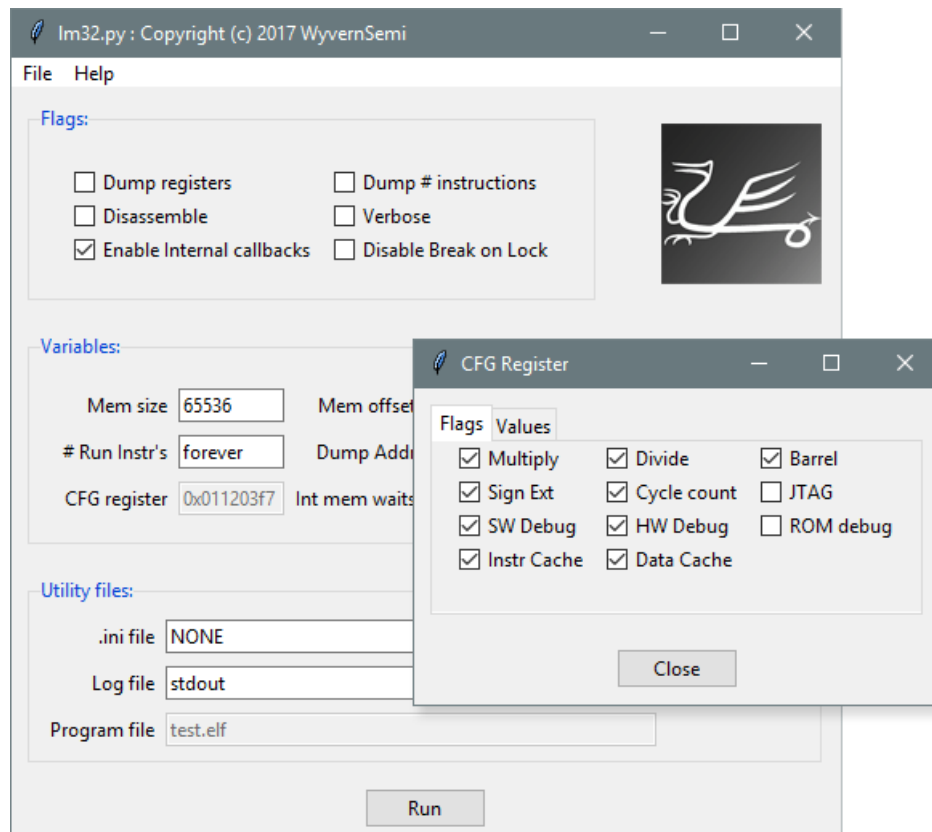 lm32.py : Copyright (c) 2017 WyvernSemi
File Help
Flags:
Dump registers Dump # instructions
Disassemble Verbose
Enable Internal callbacks Disable Break on Lock
Variables:
Mem size 65536 Mem offset
# Run Instr's forever Dump Addr
CFG register 0x011203f7 Int mem waits
Utility files:
.ini file NONE
Log file stdout
Program file test.elf
Run
CFG Register
Flags Values
Multiply Divide Barrel
Sign Ext Cycle count JTAG
SW Debug HW Debug ROM debug
Instr Cache Data Cache
Close